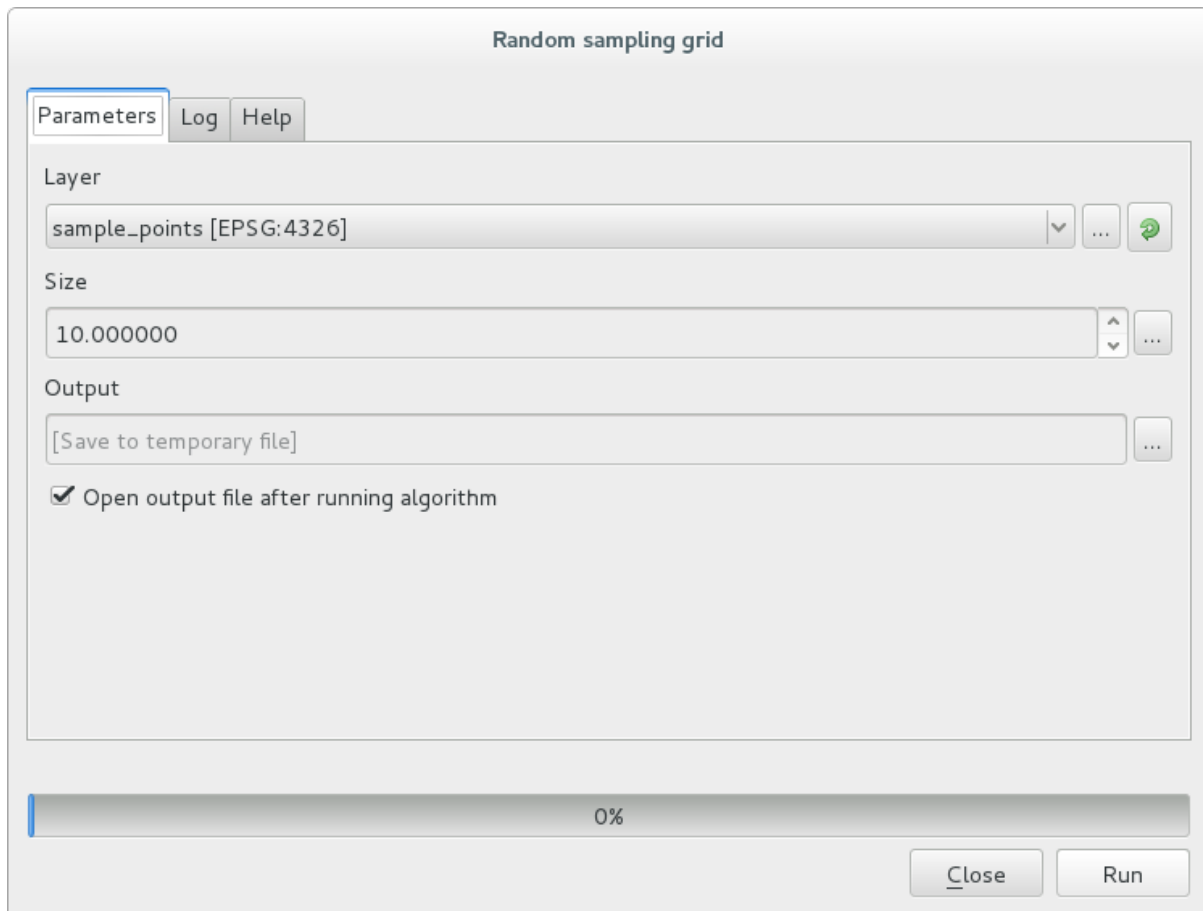 Random sampling grid
Parameters Log Help
Layer
sample_points [EPSG:4326] ...
Size
10.000000 ...
Output
[Save to temporary file] ...
Open output file after running algorithm
0%
Close Run